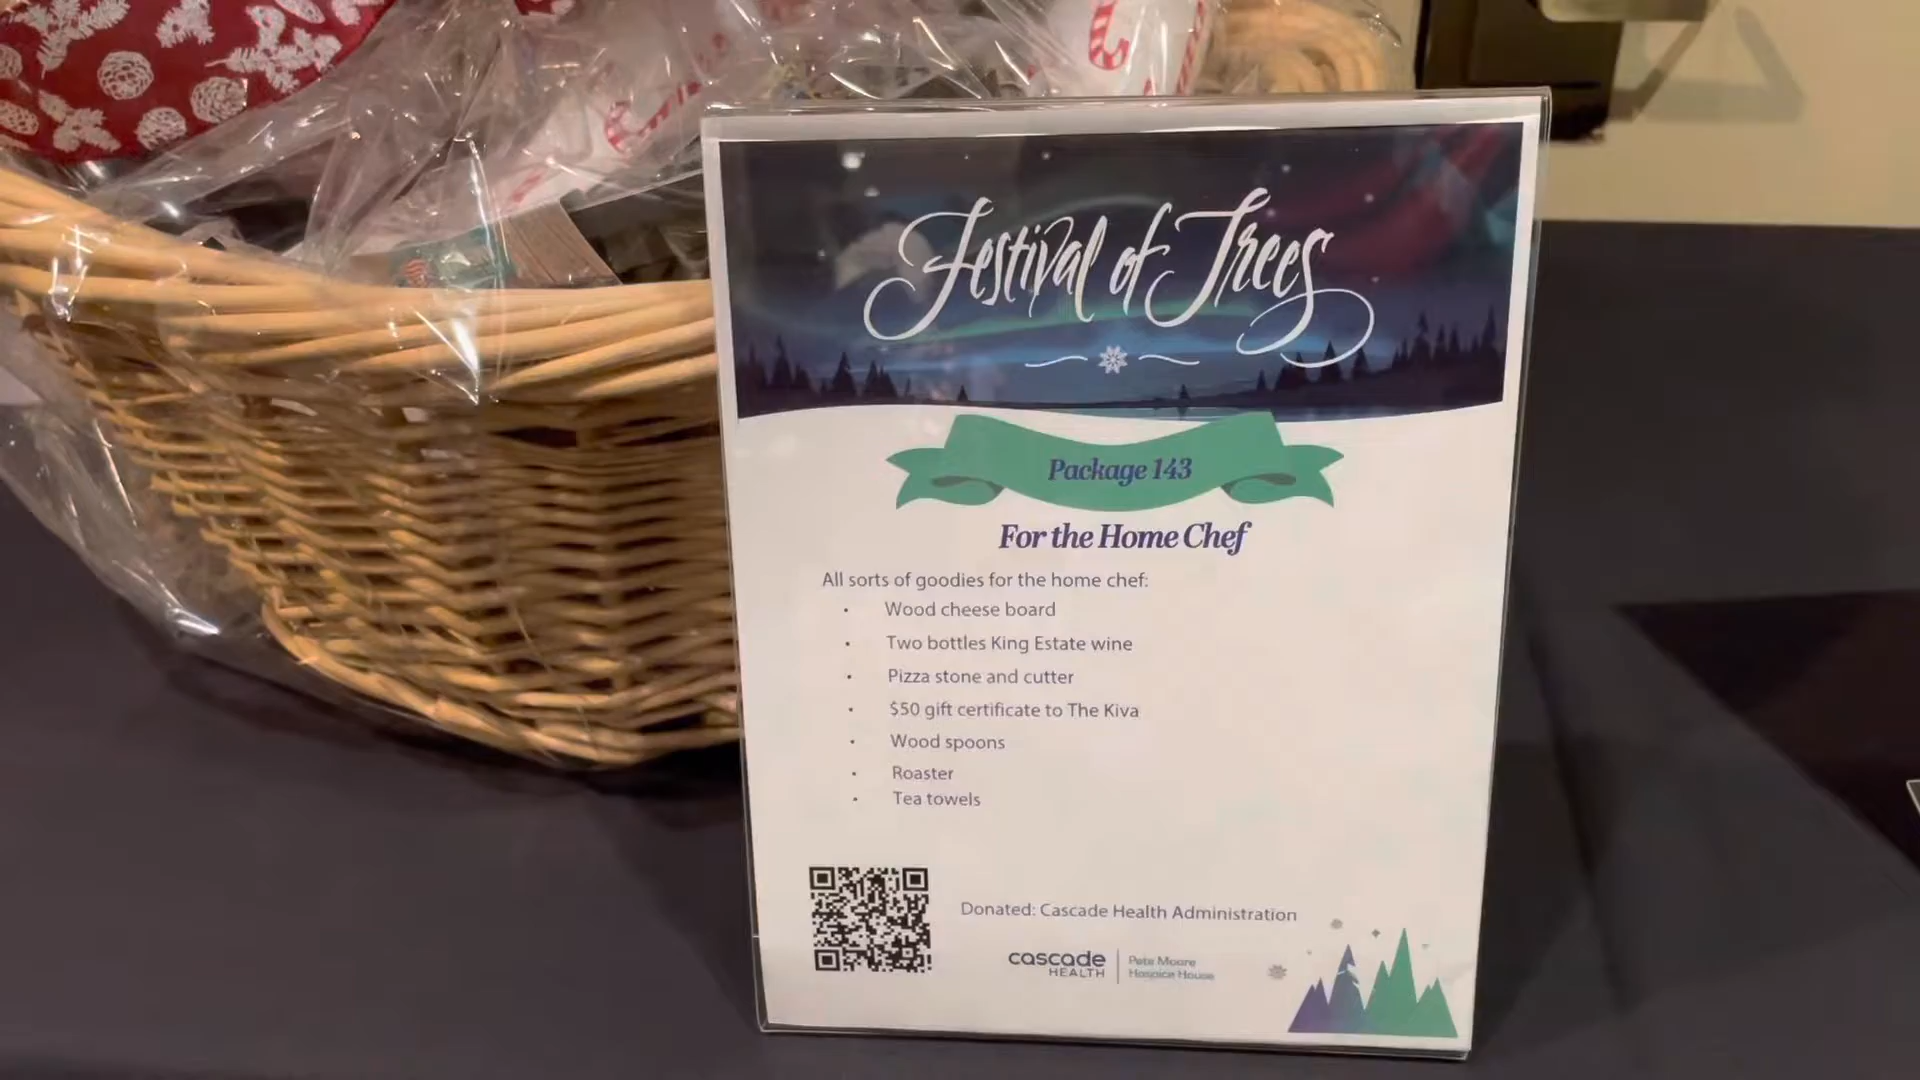 Festival of Trees
Package 143
For the Home Chef
All sorts of goodies for the home chef:
• Wood cheese board
• Two bottles King Estate wine
• Pizza stone and cutter
• $50 gift certificate to The Kiva
• Wood spoons
• Roaster
• Tea towels
Donated: Cascade Health Administration
cascade
HEALTH
Pete Moore
Hospice House